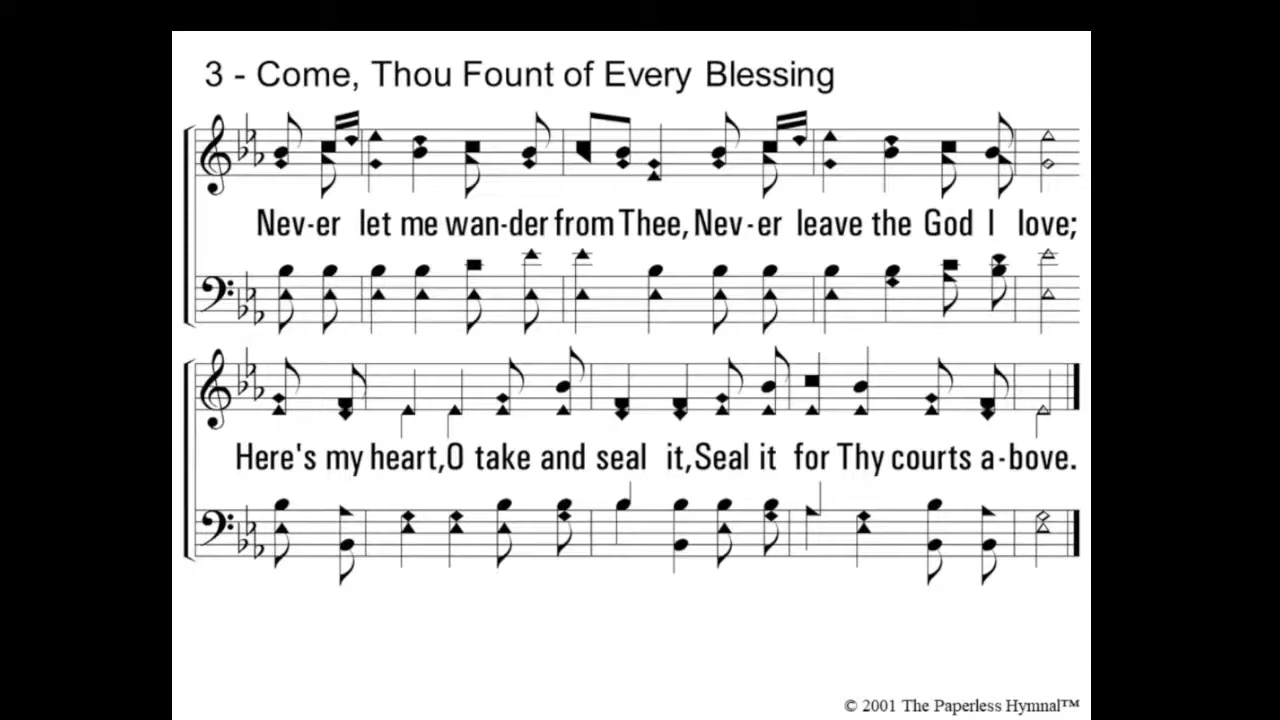 3 - Come, Thou Fount of Every Blessing
Nev-er let me wan-der from Thee, Nev-er leave the God I love;
Here's my heart, O take and seal it, Seal it for Thy courts a-bove.
© 2001 The Paperless Hymnal™